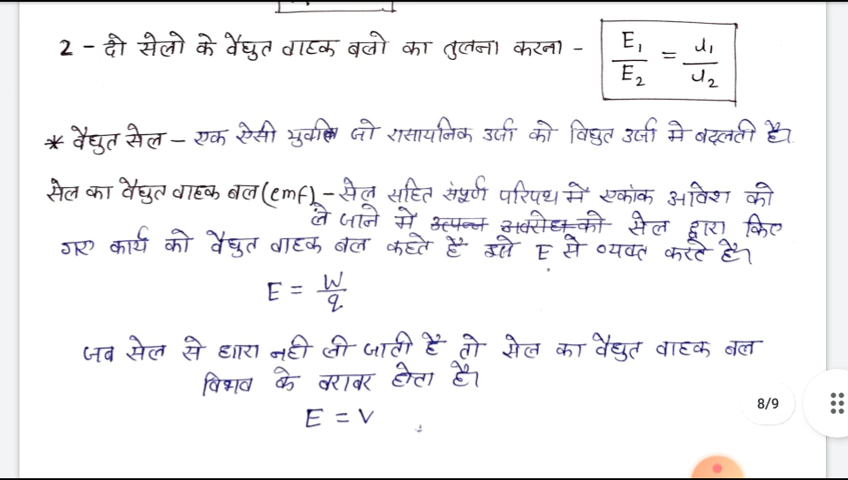 2 - दो सेलो के वैद्युत वाहक बलो का तुलना करना - E₁/E₂ = l₁/l₂
* वैद्युत सेल - एक ऐसी युक्ति जो रासायनिक उर्जा को विद्युत उर्जा मे बदलती है।
सेल का वैद्युत वाहक बल (emf) - सेल सहित संपूर्ण परिपथ में एकांक आवेश को
ले जाने में उत्पन्न अवरोध को सेल द्वारा किए
गए कार्य को वैद्युत वाहक बल कहते हैं इसे E से व्यक्त करते है।
E = W/q
जब सेल से धारा नही ली जाती है तो सेल का वैद्युत वाहक बल
विभव के बराबर होता है।
E = V
8/9